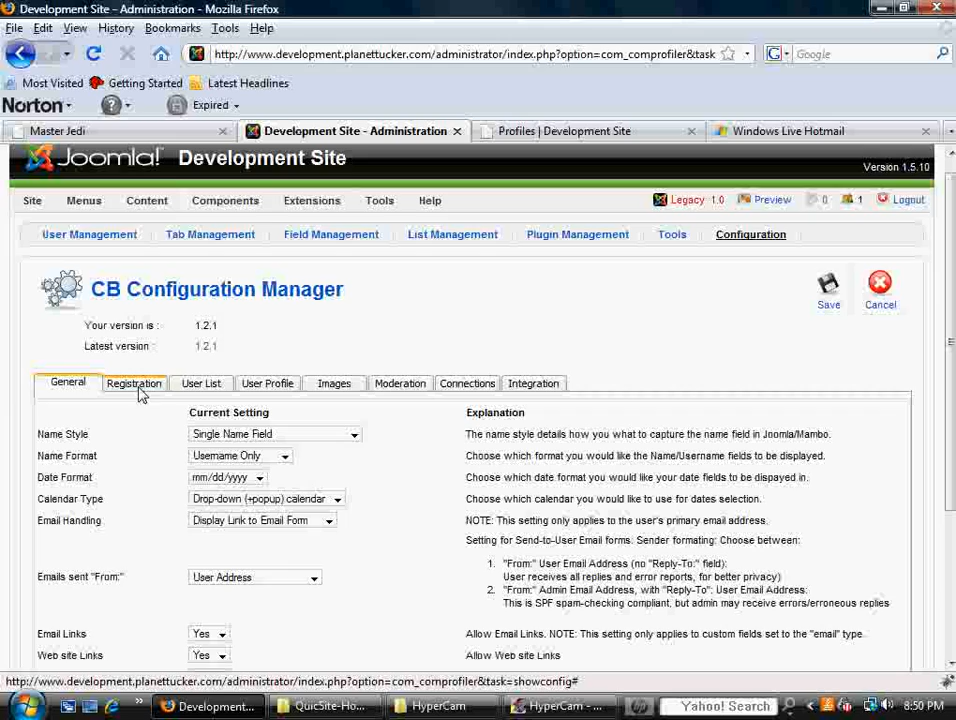 Development Site - Administration - Mozilla Firefox
File Edit View History Bookmarks Tools Help
http://www.development.planettucker.com/administrator/index.php?option=com_comprofiler&task
Google
Most Visited Getting Started Latest Headlines
Norton Expired
Master Jedi
Development Site - Administration
Profiles | Development Site
Windows Live Hotmail
Joomla! Development Site
Version 1.5.10
Site Menus Content Components Extensions Tools Help
Legacy 1.0 Preview 0 1 Logout
User Management Tab Management Field Management List Management Plugin Management Tools Configuration
CB Configuration Manager
Save Cancel
Your version is : 1.2.1
Latest version : 1.2.1
General Registration User List User Profile Images Moderation Connections Integration
Current Setting Explanation
Name Style Single Name Field The name style details how you what to capture the name field in Joomla/Mambo.
Name Format Username Only Choose which format you would like the Name/Username fields to be displayed.
Date Format mm/dd/yyyy Choose which date format you would like your date fields to be dispayed in.
Calendar Type Drop-down (+popup) calendar Choose which calendar you would like to use for dates selection.
Email Handling Display Link to Email Form NOTE: This setting only applies to the user's primary email address.
Setting for Send-to-User Email forms. Sender formating: Choose between:
1. "From:" User Email Address (no "Reply-To:" field):
User receives all replies and error reports, for better privacy)
Emails sent "From:" User Address
2. "From:" Admin Email Address, with "Reply-To": User Email Address:
This is SPF spam-checking compliant, but admin may receive errors/erroneous replies
Email Links Yes Allow Email Links. NOTE: This setting only applies to custom fields set to the "email" type.
Web site Links Yes Allow Web site Links
http://www.development.planettucker.com/administrator/index.php?option=com_comprofiler&task=showconfig#
Development... QuicSite-Ho... HyperCam HyperCam - ... Yahoo! Search 8:50 PM